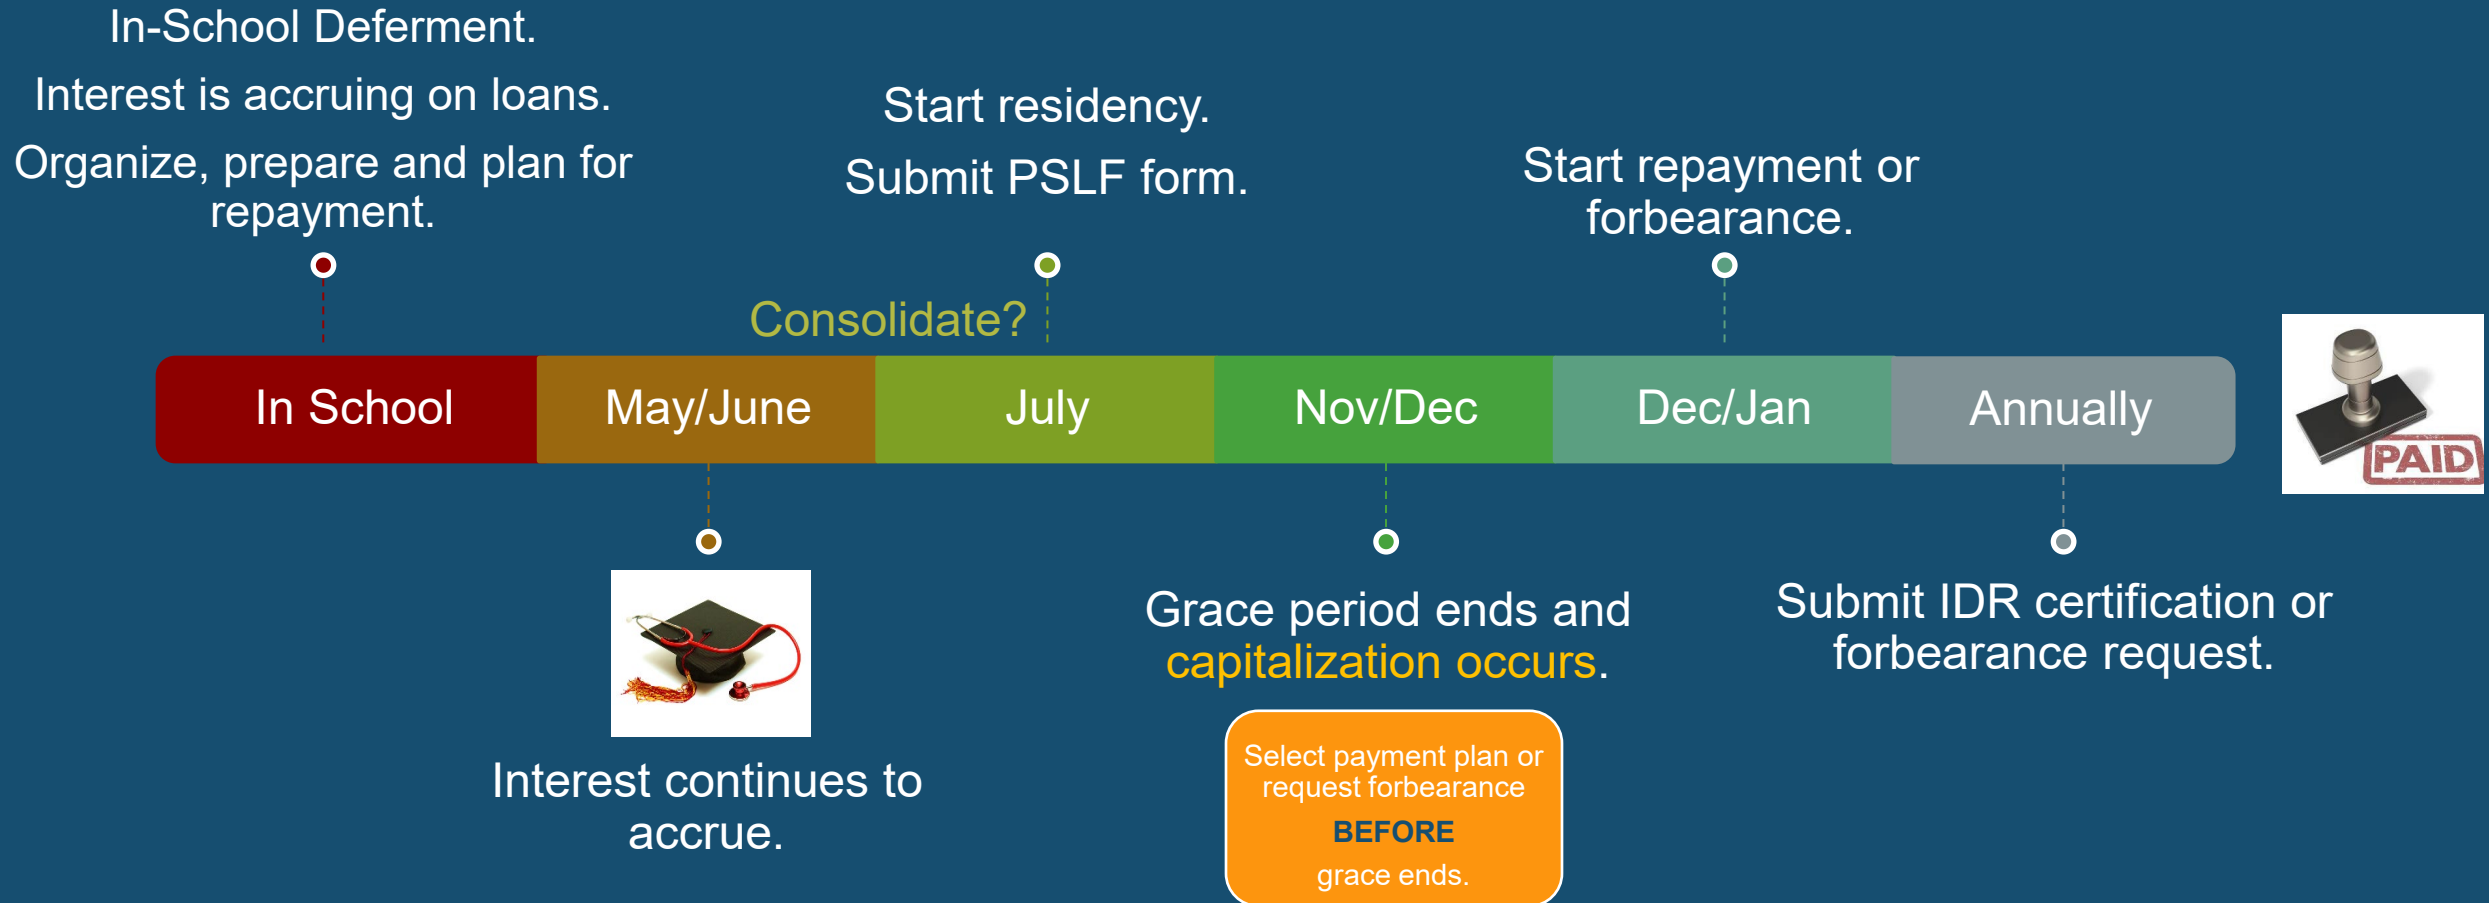 In-School Deferment.
Interest is accruing on loans.
Organize, prepare and plan for
repayment.
Start residency.
Submit PSLF form.
Start repayment or
forbearance.
Consolidate?
In School
May/June
July
Nov/Dec
Dec/Jan
Annually
PAID
Interest continues to
accrue.
Grace period ends and
capitalization occurs.
Select payment plan or
request forbearance
BEFORE
grace ends.
Submit IDR certification or
forbearance request.